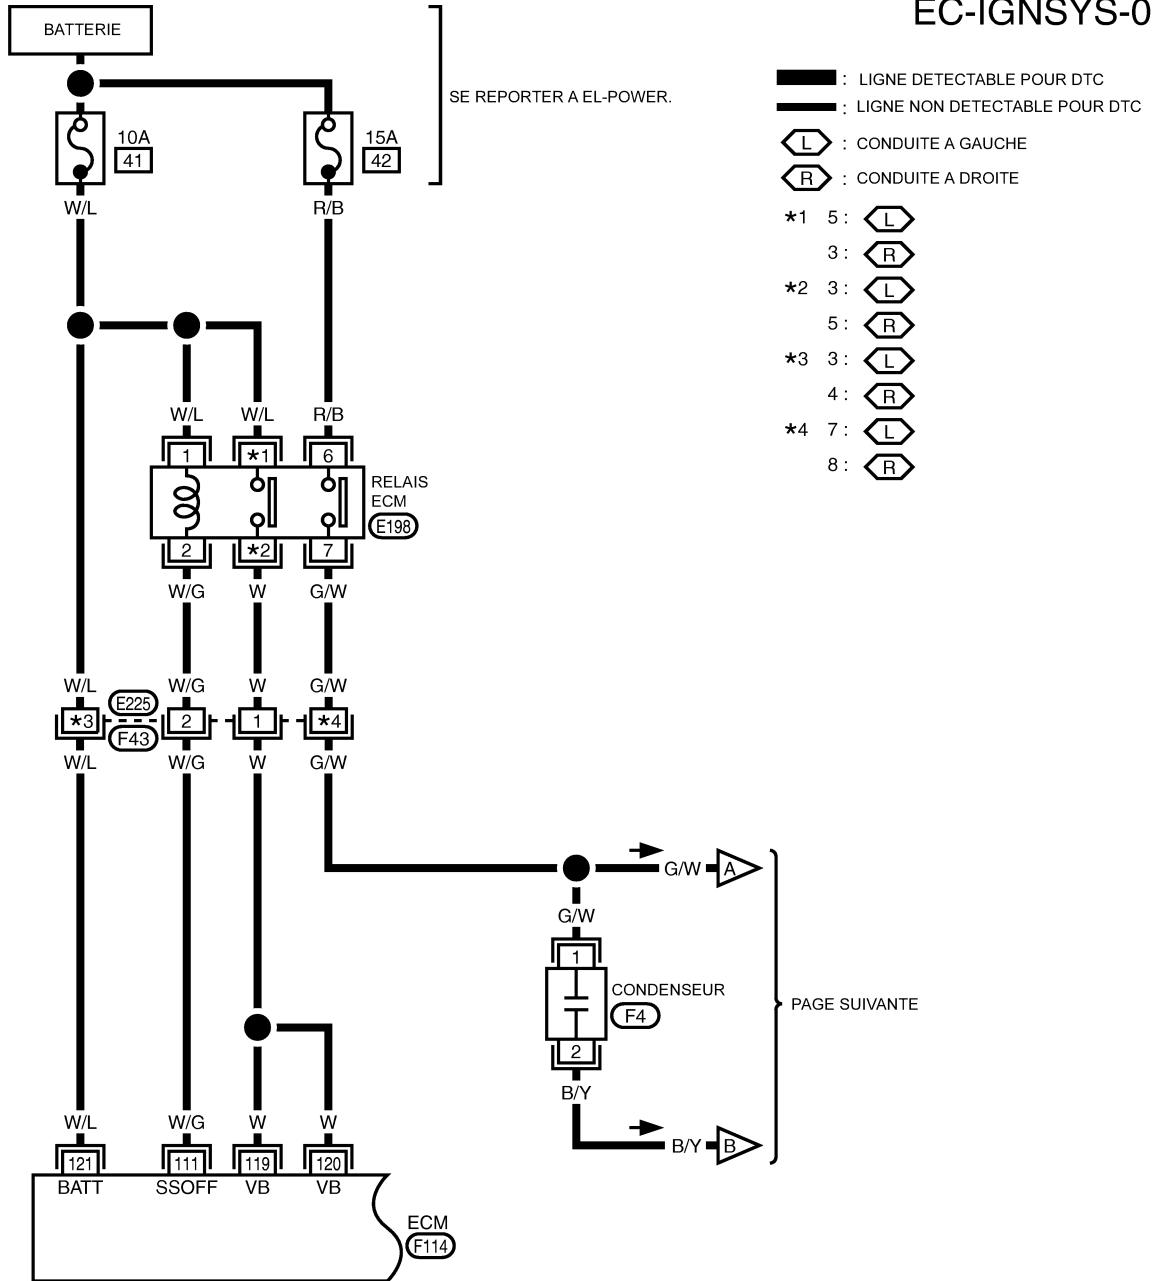 EC-IGNSYS-0
BATTERIE
SE REPORTER A EL-POWER.
: LIGNE DETECTABLE POUR DTC
: LIGNE NON DETECTABLE POUR DTC
L : CONDUITE A GAUCHE
R : CONDUITE A DROITE
*1 5 : L
3 : R
*2 3 : L
5 : R
*3 3 : L
4 : R
*4 7 : L
8 : R
10A
41
15A
42
W/L R/B
W/L W/L R/B
1 *1 6
RELAIS
ECM
E198
2 *2 7
W/G W G/W
W/L W/G W G/W
E225
*3 2 1 *4
F43
W/L W/G W G/W
G/W A
G/W
1
CONDENSEUR
F4
2
B/Y
B/Y B
PAGE SUIVANTE
W/L W/G W W
121 111 119 120
BATT SSOFF VB VB
ECM
F114